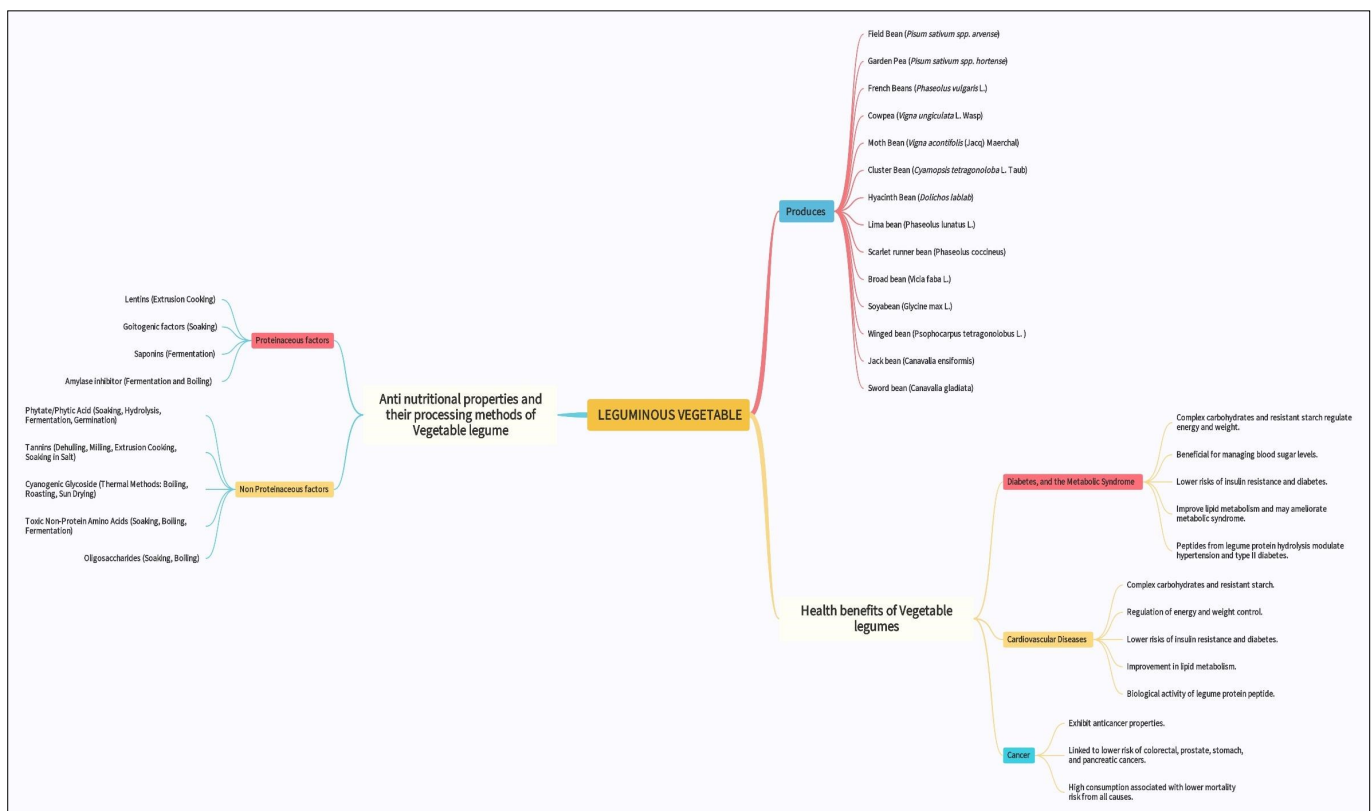 LEGUMINOUS VEGETABLE
Produces
Field Bean (Pisum sativum spp. arvense)
Garden Pea (Pisum sativum spp. hortense)
French Beans (Phaseolus vulgaris L.)
Cowpea (Vigna ungiculata L. Wasp)
Moth Bean (Vigna acontifolis (Jacq) Maerchal)
Cluster Bean (Cyamopsis tetragonoloba L. Taub)
Hyacinth Bean (Dolichos lablab)
Lima bean (Phaseolus lunatus L.)
Scarlet runner bean (Phaseolus coccineus)
Broad bean (Vicia faba L.)
Soyabean (Glycine max L.)
Winged bean (Psophocarpus tetragonolobus L. )
Jack bean (Canavalia ensiformis)
Sword bean (Canavalia gladiata)
Anti nutritional properties and
their processing methods of
Vegetable legume
Proteinaceous factors
Lentins (Extrusion Cooking)
Goitogenic factors (Soaking)
Saponins (Fermentation)
Amylase inhibitor (Fermentation and Boiling)
Non Proteinaceous factors
Phytate/Phytic Acid (Soaking, Hydrolysis,
Fermentation, Germination)
Tannins (Dehulling, Milling, Extrusion Cooking,
Soaking in Salt)
Cyanogenic Glycoside (Thermal Methods: Boiling,
Roasting, Sun Drying)
Toxic Non-Protein Amino Acids (Soaking, Boiling,
Fermentation)
Oligosaccharides (Soaking, Boiling)
Health benefits of Vegetable
legumes
Diabetes, and the Metabolic Syndrome
Complex carbohydrates and resistant starch regulate
energy and weight.
Beneficial for managing blood sugar levels.
Lower risks of insulin resistance and diabetes.
Improve lipid metabolism and may ameliorate
metabolic syndrome.
Peptides from legume protein hydrolysis modulate
hypertension and type II diabetes.
Cardiovascular Diseases
Complex carbohydrates and resistant starch.
Regulation of energy and weight control.
Lower risks of insulin resistance and diabetes.
Improvement in lipid metabolism.
Biological activity of legume protein peptide.
Cancer
Exhibit anticancer properties.
Linked to lower risk of colorectal, prostate, stomach,
and pancreatic cancers.
High consumption associated with lower mortality
risk from all causes.